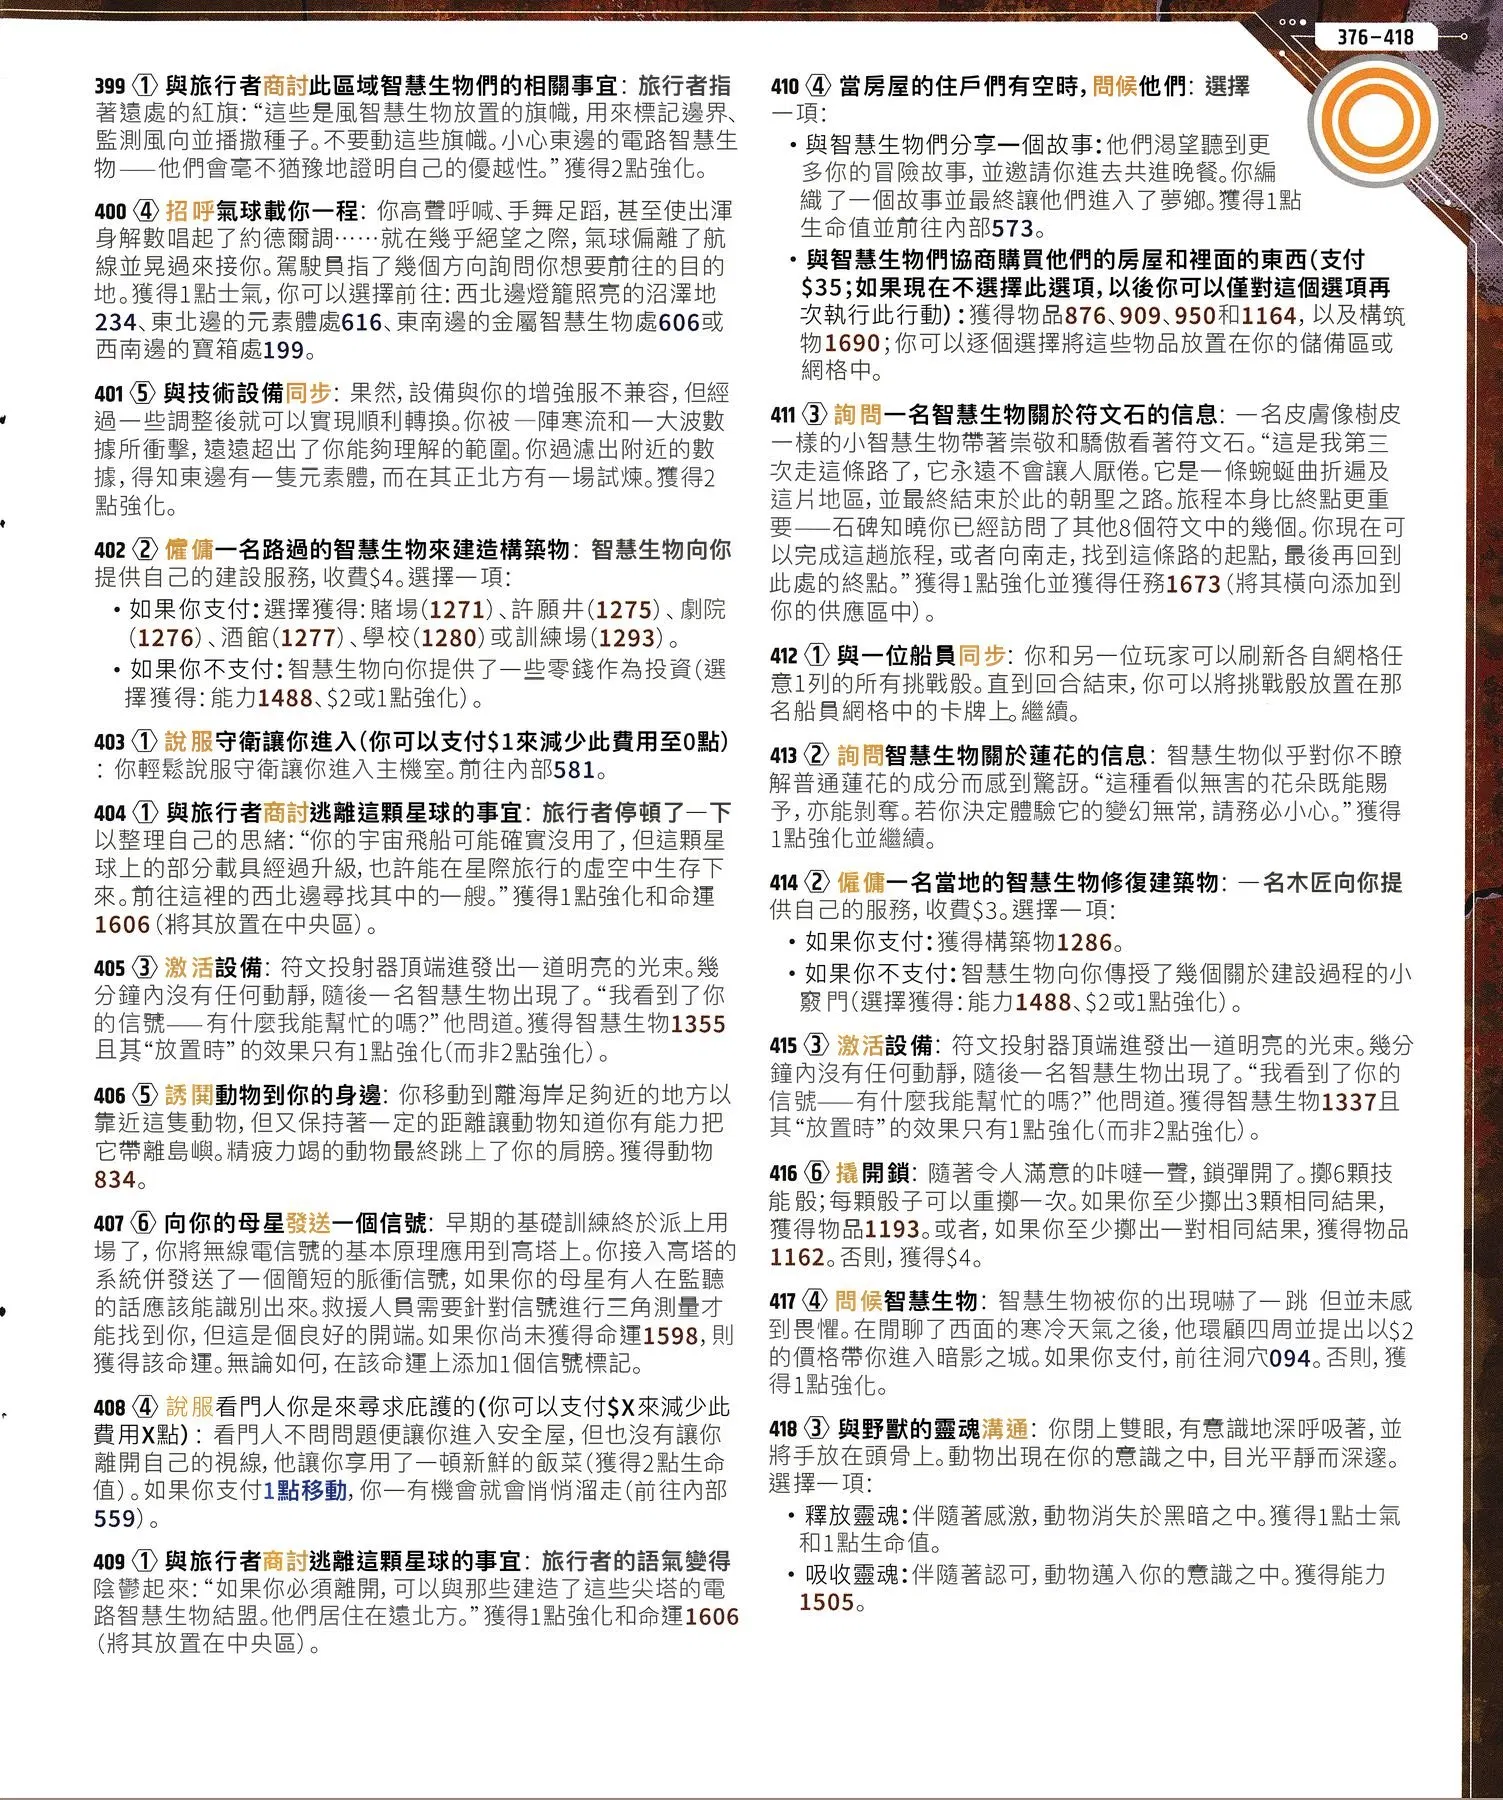 376–418
399 ① 與旅行者商討此區域智慧生物們的相關事宜：旅行者指
著遠處的紅旗：“這些是風智慧生物放置的旗幟，用來標記邊界、
監測風向並播撒種子。不要動這些旗幟。小心東邊的電路智慧生
物——他們會毫不猶豫地證明自己的優越性。”獲得2點強化。
400 ④ 招呼氣球載你一程：你高聲呼喊、手舞足蹈，甚至使出渾
身解數唱起了約德爾調……就在幾乎絕望之際，氣球偏離了航
線並晃過來接你。駕駛員指了幾個方向詢問你想要前往的目的
地。獲得1點士氣，你可以選擇前往：西北邊燈籠照亮的沼澤地
234、東北邊的元素體處616、東南邊的金屬智慧生物處606或
西南邊的寶箱處199。
401 ⑤ 與技術設備同步：果然，設備與你的增強服不兼容，但經
過一些調整後就可以實現順利轉換。你被一陣寒流和一大波數
據所衝擊，遠遠超出了你能夠理解的範圍。你過濾出附近的數
據，得知東邊有一隻元素體，而在其正北方有一場試煉。獲得2
點強化。
402 ② 僱傭一名路過的智慧生物來建造構築物：智慧生物向你
提供自己的建設服務，收費$4。選擇一項：
・如果你支付：選擇獲得：賭場（1271）、許願井（1275）、劇院
（1276）、酒館（1277）、學校（1280）或訓練場（1293）。
・如果你不支付：智慧生物向你提供了一些零錢作為投資（選
擇獲得：能力1488、$2或1點強化）。
403 ① 說服守衛讓你進入（你可以支付$1來減少此費用至0點）
：你輕鬆說服守衛讓你進入主機室。前往內部581。
404 ① 與旅行者商討逃離這顆星球的事宜：旅行者停頓了一下
以整理自己的思緒：“你的宇宙飛船可能確實沒用了，但這顆星
球上的部分載具經過升級，也許能在星際旅行的虛空中生存下
來。前往這裡的西北邊尋找其中的一艘。”獲得1點強化和命運
1606（將其放置在中央區）。
405 ③ 激活設備：符文投射器頂端迸發出一道明亮的光束。幾
分鐘內沒有任何動靜，隨後一名智慧生物出現了。“我看到了你
的信號——有什麼我能幫忙的嗎？”他問道。獲得智慧生物1355
且其“放置時”的效果只有1點強化（而非2點強化）。
406 ⑤ 誘鬨動物到你的身邊：你移動到離海岸足夠近的地方以
靠近這隻動物，但又保持著一定的距離讓動物知道你有能力把
它帶離島嶼。精疲力竭的動物最終跳上了你的肩膀。獲得動物
834。
407 ⑥ 向你的母星發送一個信號：早期的基礎訓練終於派上用
場了，你將無線電信號的基本原理應用到高塔上。你接入高塔的
系統併發送了一個簡短的脈衝信號，如果你的母星有人在監聽
的話應該能識別出來。救援人員需要針對信號進行三角測量才
能找到你，但這是個良好的開端。如果你尚未獲得命運1598，則
獲得該命運。無論如何，在該命運上添加1個信號標記。
408 ④ 說服看門人你是來尋求庇護的（你可以支付$X來減少此
費用X點）：看門人不問問題便讓你進入安全屋，但也沒有讓你
離開自己的視線，他讓你享用了一頓新鮮的飯菜（獲得2點生命
值）。如果你支付1點移動，你一有機會就會悄悄溜走（前往內部
559）。
409 ① 與旅行者商討逃離這顆星球的事宜：旅行者的語氣變得
陰鬱起來：“如果你必須離開，可以與那些建造了這些尖塔的電
路智慧生物結盟。他們居住在遠北方。”獲得1點強化和命運1606
（將其放置在中央區）。
410 ④ 當房屋的住戶們有空時，問候他們：選擇
一項：
・與智慧生物們分享一個故事：他們渴望聽到更
多你的冒險故事，並邀請你進去共進晚餐。你編
織了一個故事並最終讓他們進入了夢鄉。獲得1點
生命值並前往內部573。
・與智慧生物們協商購買他們的房屋和裡面的東西（支付
$35；如果現在不選擇此選項，以後你可以僅對這個選項再
次執行此行動）：獲得物品876、909、950和1164，以及構筑
物1690；你可以逐個選擇將這些物品放置在你的儲備區或
網格中。
411 ③ 詢問一名智慧生物關於符文石的信息：一名皮膚像樹皮
一樣的小智慧生物帶著崇敬和驕傲看著符文石。“這是我第三
次走這條路了，它永遠不會讓人厭倦。它是一條蜿蜒曲折遍及
這片地區，並最終結束於此的朝聖之路。旅程本身比終點更重
要——石碑知曉你已經訪問了其他8個符文中的幾個。你現在可
以完成這趟旅程，或者向南走，找到這條路的起點，最後再回到
此處的終點。”獲得1點強化並獲得任務1673（將其橫向添加到
你的供應區中）。
412 ① 與一位船員同步：你和另一位玩家可以刷新各自網格任
意1列的所有挑戰骰。直到回合結束，你可以將挑戰骰放置在那
名船員網格中的卡牌上。繼續。
413 ② 詢問智慧生物關於蓮花的信息：智慧生物似乎對你不瞭
解普通蓮花的成分而感到驚訝。“這種看似無害的花朵既能賜
予，亦能剝奪。若你決定體驗它的變幻無常，請務必小心。”獲得
1點強化並繼續。
414 ② 僱傭一名當地的智慧生物修復建築物：一名木匠向你提
供自己的服務，收費$3。選擇一項：
・如果你支付：獲得構築物1286。
・如果你不支付：智慧生物向你傳授了幾個關於建設過程的小
竅門（選擇獲得：能力1488、$2或1點強化）。
415 ③ 激活設備：符文投射器頂端迸發出一道明亮的光束。幾分
鐘內沒有任何動靜，隨後一名智慧生物出現了。“我看到了你的
信號——有什麼我能幫忙的嗎？”他問道。獲得智慧生物1337且
其“放置時”的效果只有1點強化（而非2點強化）。
416 ⑥ 撬開鎖：隨著令人滿意的咔噠一聲，鎖彈開了。擲6顆技
能骰；每顆骰子可以重擲一次。如果你至少擲出3顆相同結果，
獲得物品1193。或者，如果你至少擲出一對相同結果，獲得物品
1162。否則，獲得$4。
417 ④ 問候智慧生物：智慧生物被你的出現嚇了一跳 但並未感
到畏懼。在閒聊了西面的寒冷天氣之後，他環顧四周並提出以$2
的價格帶你進入暗影之城。如果你支付，前往洞穴094。否則，獲
得1點強化。
418 ③ 與野獸的靈魂溝通：你閉上雙眼，有意識地深呼吸著，並
將手放在頭骨上。動物出現在你的意識之中，目光平靜而深邃。
選擇一項：
・釋放靈魂：伴隨著感激，動物消失於黑暗之中。獲得1點士氣
和1點生命值。
・吸收靈魂：伴隨著認可，動物邁入你的意識之中。獲得能力
1505。